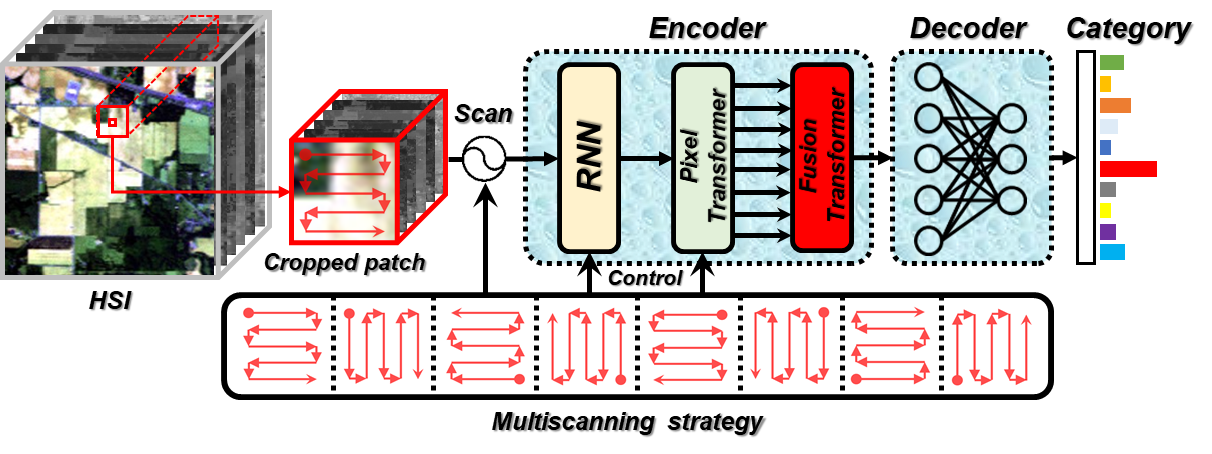 Encoder
Decoder
Category
Scan
RNN
Pixel
Transformer
Fusion
Transformer
Cropped patch
Control
HSI
Multiscanning strategy